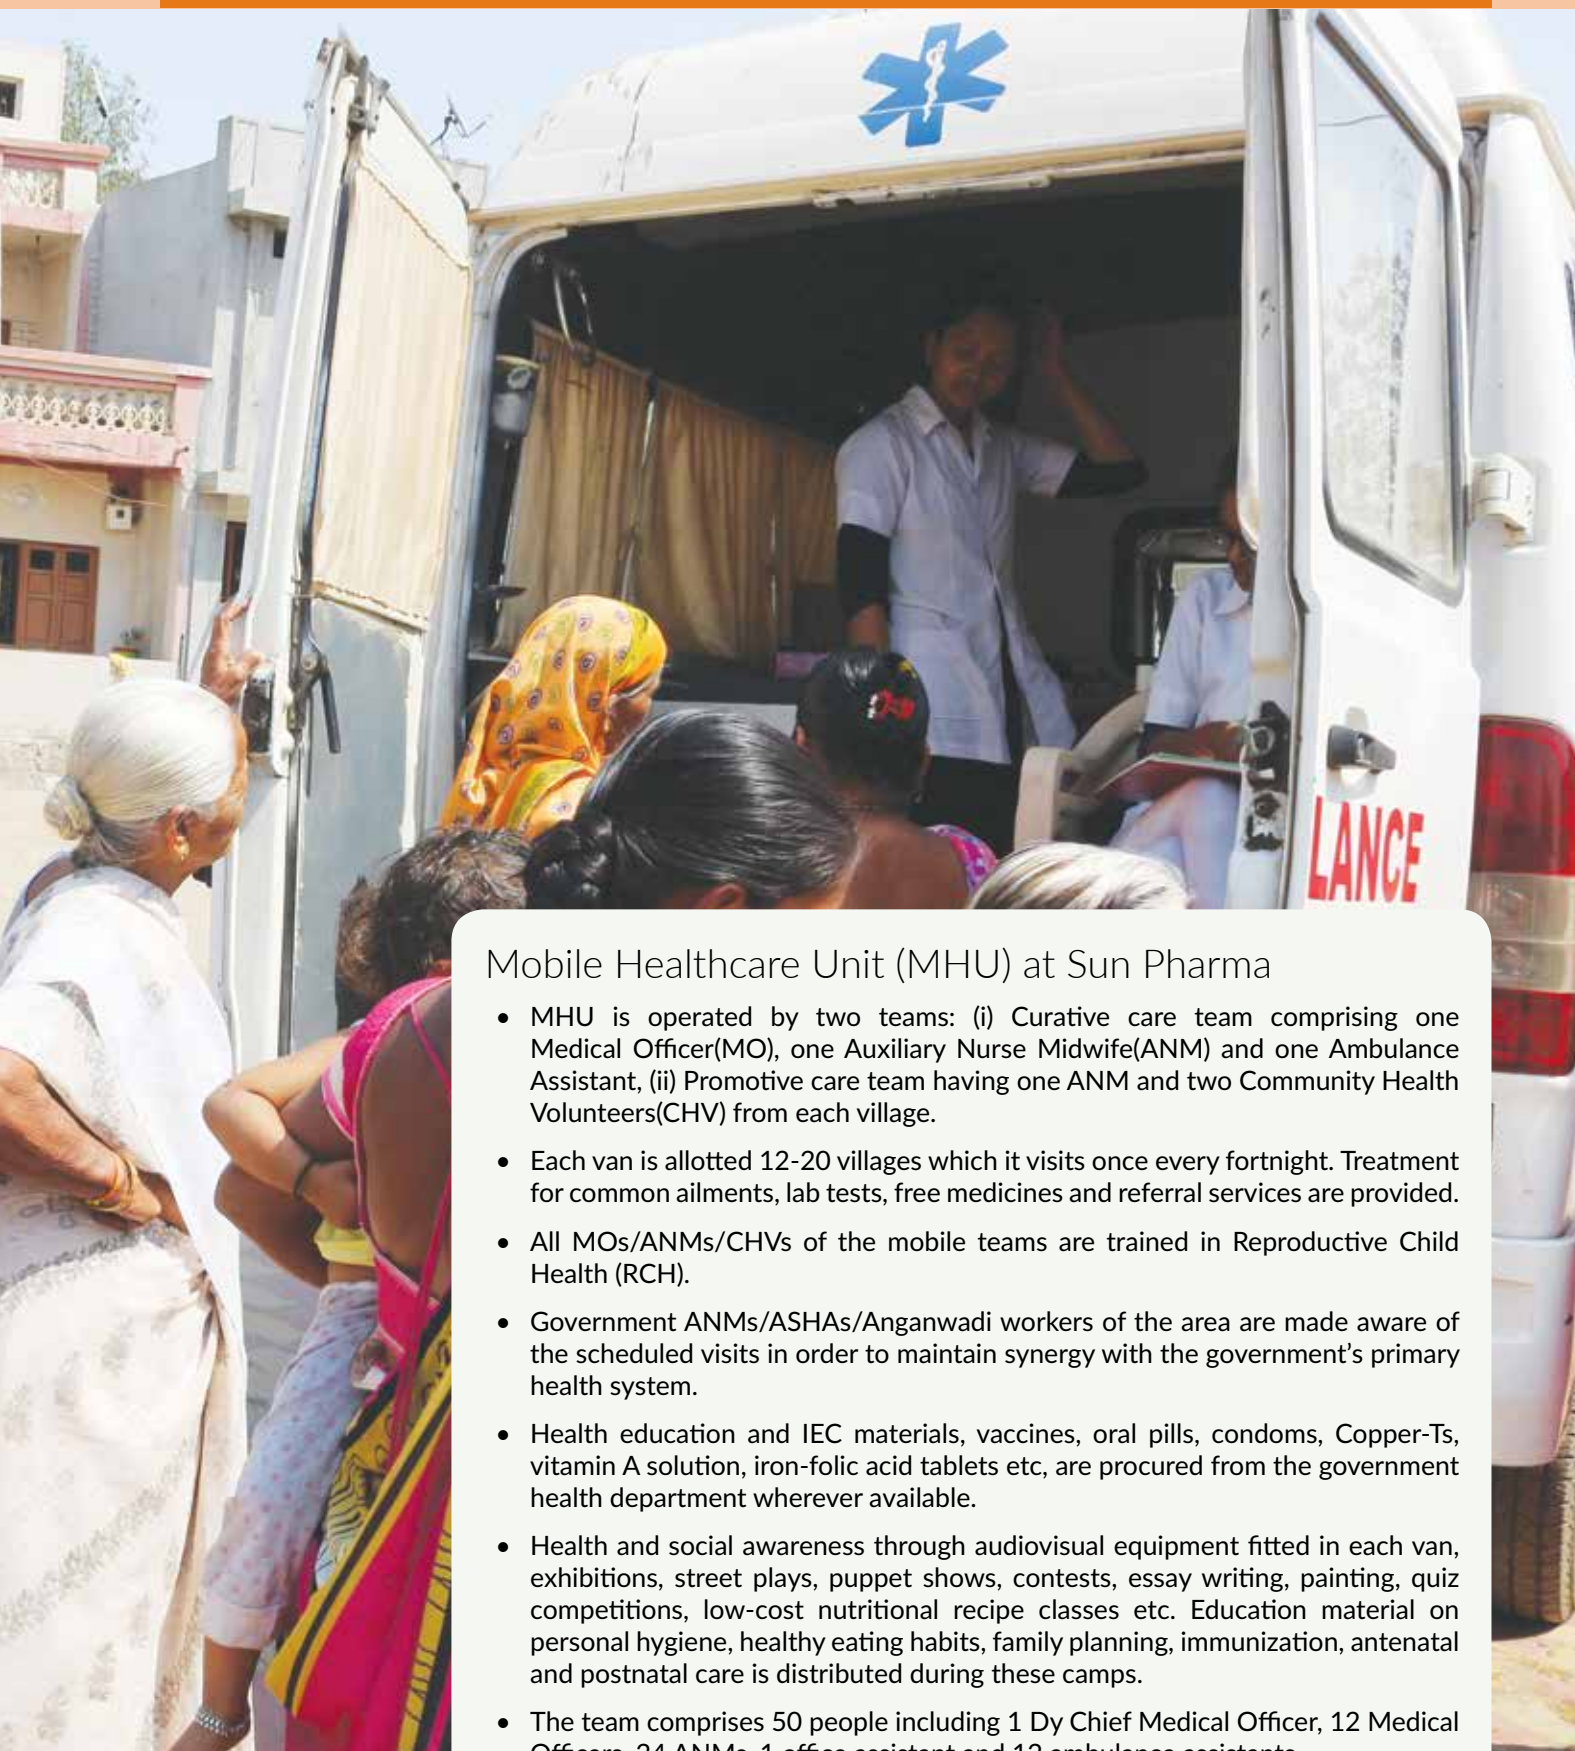 LANCE
Mobile Healthcare Unit (MHU) at Sun Pharma
• MHU is operated by two teams: (i) Curative care team comprising one
Medical Officer(MO), one Auxiliary Nurse Midwife(ANM) and one Ambulance
Assistant, (ii) Promotive care team having one ANM and two Community Health
Volunteers(CHV) from each village.
• Each van is allotted 12-20 villages which it visits once every fortnight. Treatment
for common ailments, lab tests, free medicines and referral services are provided.
• All MOs/ANMs/CHVs of the mobile teams are trained in Reproductive Child
Health (RCH).
• Government ANMs/ASHAs/Anganwadi workers of the area are made aware of
the scheduled visits in order to maintain synergy with the government’s primary
health system.
• Health education and IEC materials, vaccines, oral pills, condoms, Copper-Ts,
vitamin A solution, iron-folic acid tablets etc, are procured from the government
health department wherever available.
• Health and social awareness through audiovisual equipment fitted in each van,
exhibitions, street plays, puppet shows, contests, essay writing, painting, quiz
competitions, low-cost nutritional recipe classes etc. Education material on
personal hygiene, healthy eating habits, family planning, immunization, antenatal
and postnatal care is distributed during these camps.
• The team comprises 50 people including 1 Dy Chief Medical Officer, 12 Medical
Officers, 24 ANMs, 1 office assistant and 12 ambulance assistants.